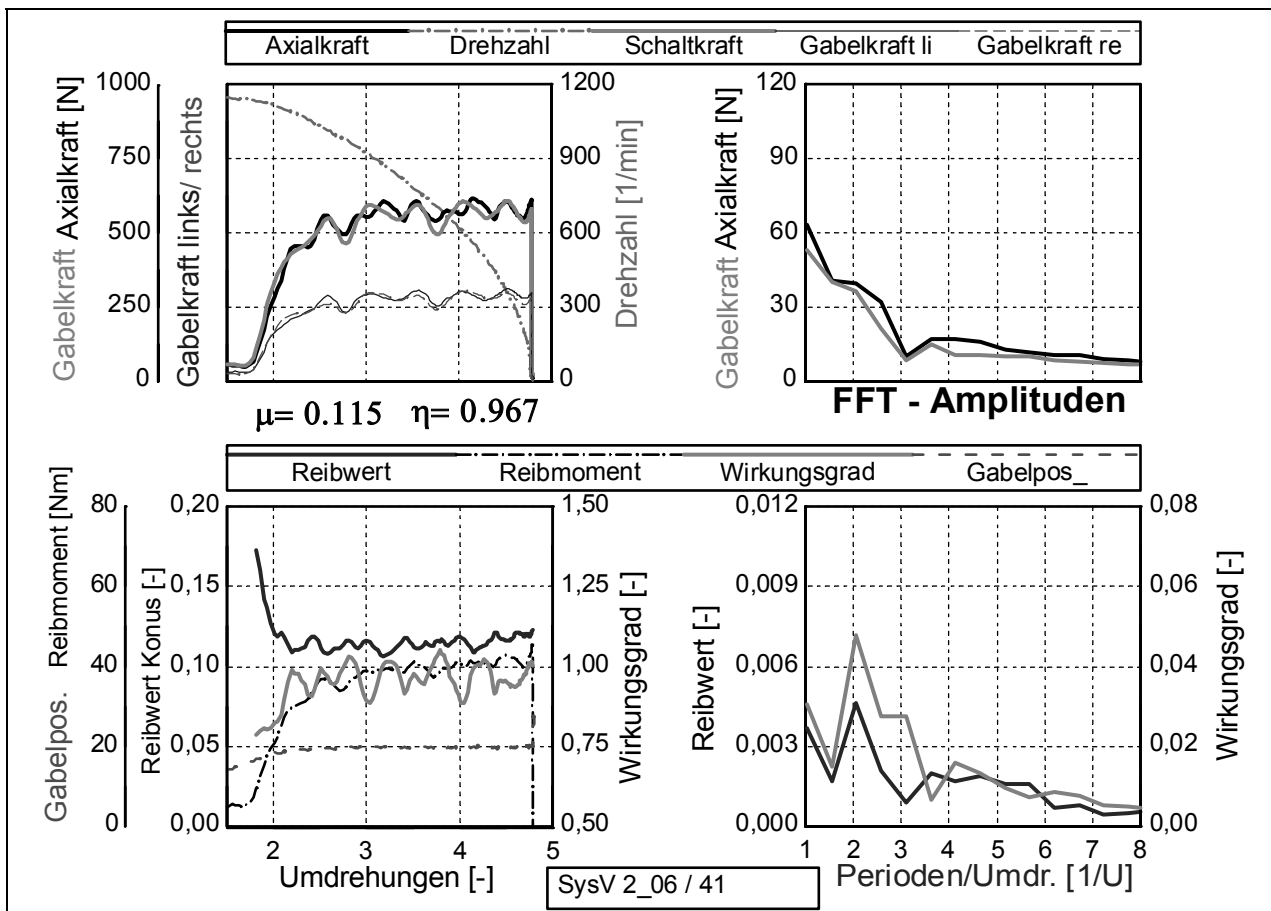 Axialkraft Drehzahl Schaltkraft Gabelkraft li Gabelkraft re
Gabelkraft Axialkraft [N]
1000
750
500
250
0
Gabelkraft links/ rechts
1200
900
600
300
0
Drehzahl [1/min]
μ= 0.115 η= 0.967
Gabelkraft Axialkraft [N]
120
90
60
30
0
FFT - Amplituden
Reibwert Reibmoment Wirkungsgrad Gabelpos_
Gabelpos. Reibmoment [Nm]
80
60
40
20
0
Reibwert Konus [-]
0,20
0,15
0,10
0,05
0,00
1,50
1,25
1,00
0,75
0,50
Wirkungsgrad [-]
2 3 4 5
Umdrehungen [-]
Reibwert [-]
0,012
0,009
0,006
0,003
0,000
0,08
0,06
0,04
0,02
0,00
Wirkungsgrad [-]
1 2 3 4 5 6 7 8
Perioden/Umdr. [1/U]
SysV 2_06 / 41